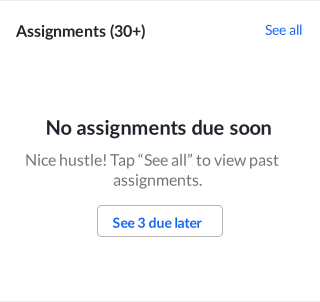 Assignments (30+) See all
No assignments due soon
Nice hustle! Tap “See all” to view past
assignments.
See 3 due later